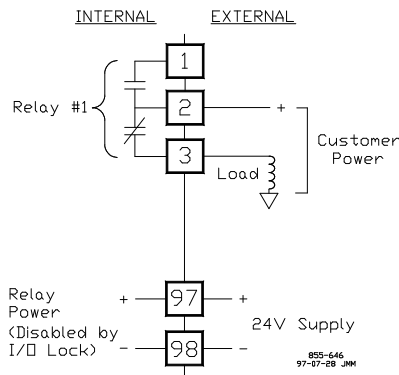 INTERNAL EXTERNAL
1
Relay #1
2 +
3
Customer
Power
Load
Relay
Power
(Disabled by
I/O Lock)
+ 97 +
24V Supply
- 98 -
855-646
97-07-28 JMM